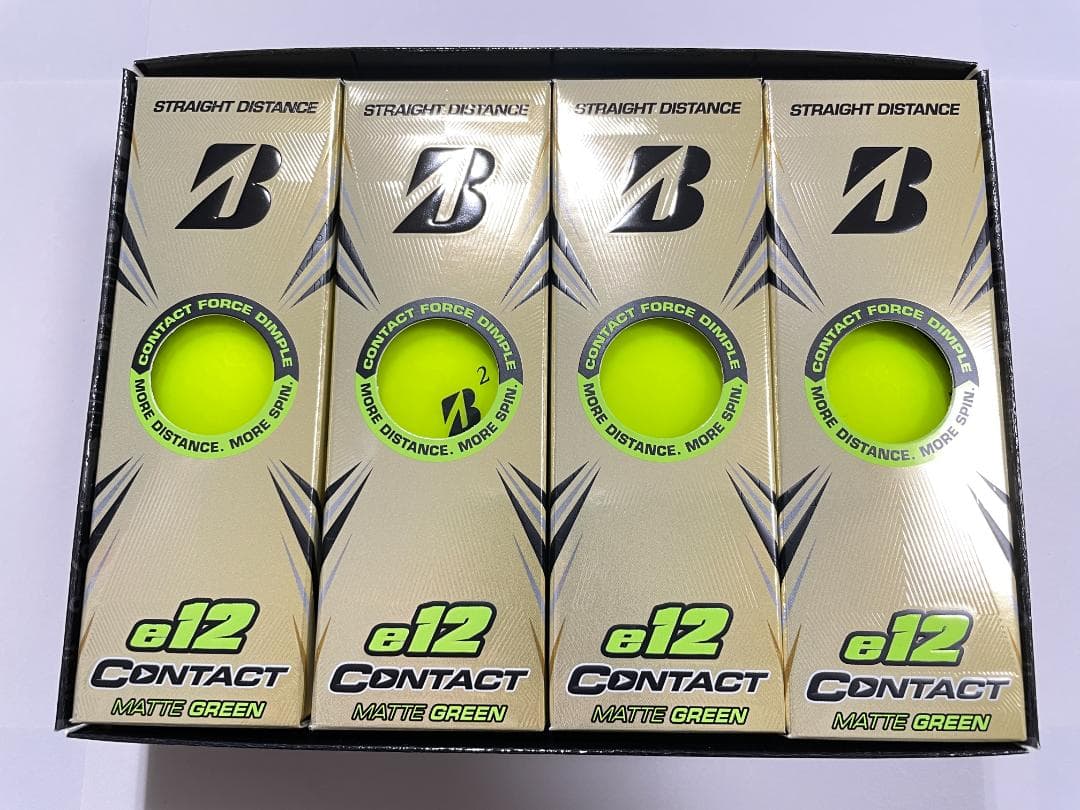 STRAIGHT DISTANCE
B
CONTACT FORCE DIMPLE
MORE DISTANCE. MORE SPIN.
e12
CONTACT
MATTE GREEN
STRAIGHT DISTANCE
B
CONTACT FORCE DIMPLE
2
B
MORE DISTANCE. MORE SPIN.
e12
CONTACT
MATTE GREEN
STRAIGHT DISTANCE
B
CONTACT FORCE DIMPLE
MORE DISTANCE. MORE SPIN.
e12
CONTACT
MATTE GREEN
STRAIGHT DISTANCE
B
CONTACT FORCE DIMPLE
MORE DISTANCE. MORE SPIN.
e12
CONTACT
MATTE GREEN